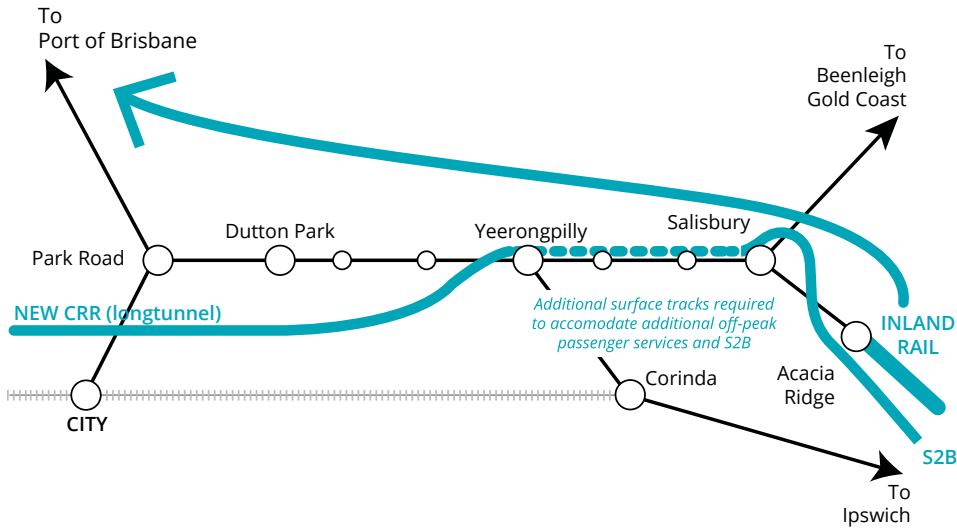 To
Port of Brisbane
To
Beenleigh
Gold Coast
Dutton Park
Yeerongpilly
Salisbury
Park Road
NEW CRR (longtunnel)
Additional surface tracks required
to accomodate additional off-peak
passenger services and S2B
INLAND
RAIL
Acacia
Ridge
Corinda
CITY
S2B
To
Ipswich